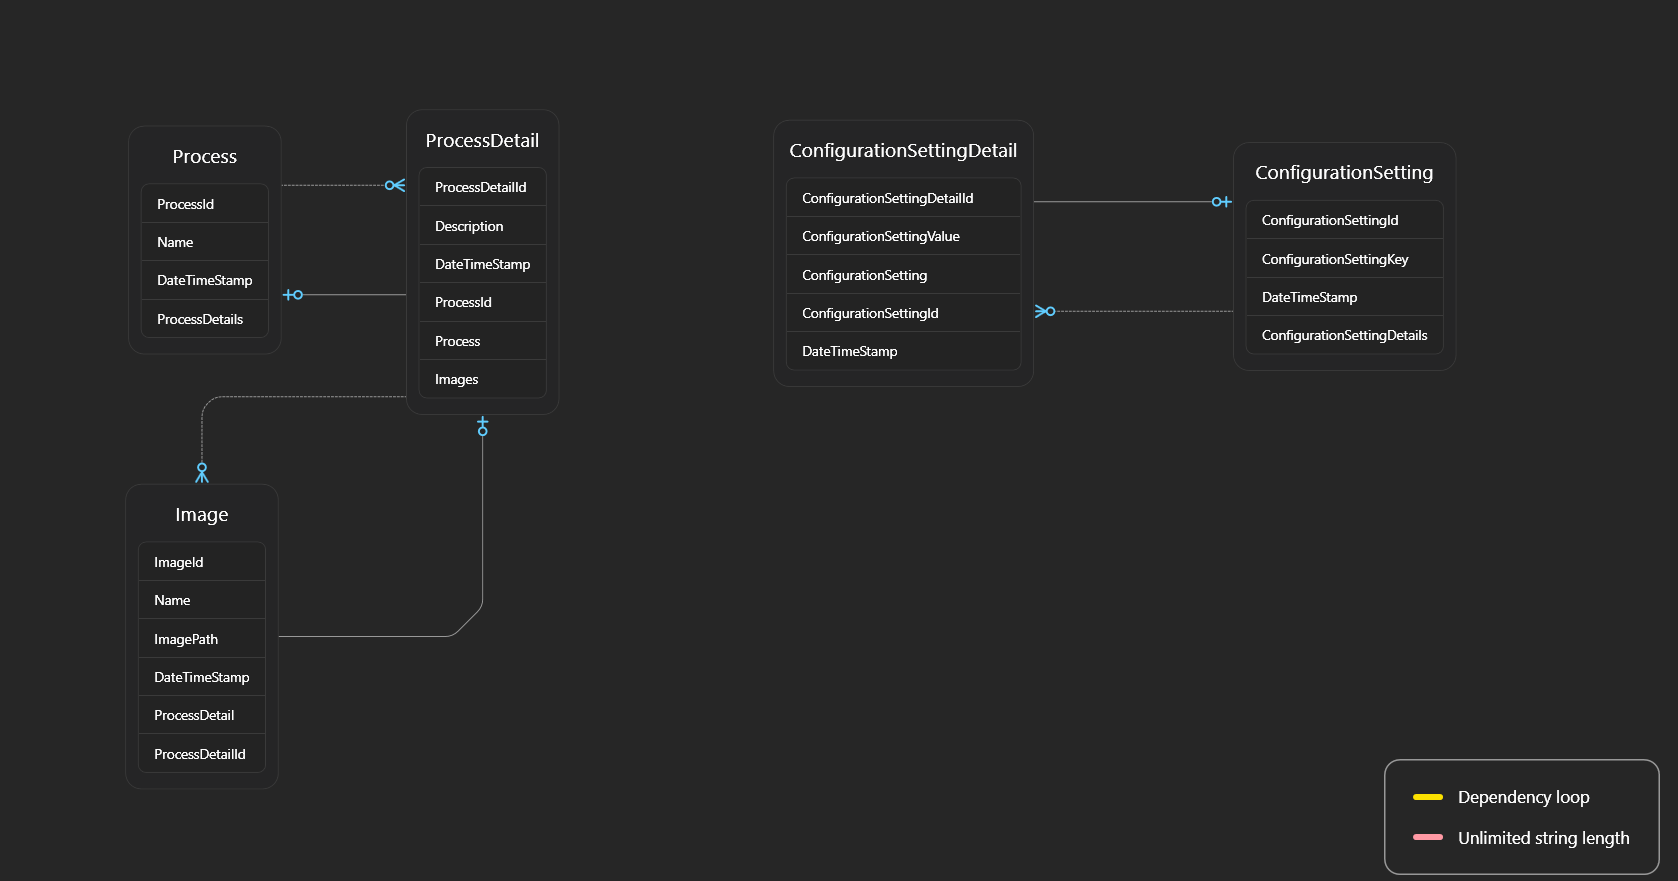 Process
ProcessId
Name
DateTimeStamp
ProcessDetails
ProcessDetail
ProcessDetailId
Description
DateTimeStamp
ProcessId
Process
Images
Image
ImageId
Name
ImagePath
DateTimeStamp
ProcessDetail
ProcessDetailId
ConfigurationSettingDetail
ConfigurationSettingDetailId
ConfigurationSettingValue
ConfigurationSetting
ConfigurationSettingId
DateTimeStamp
ConfigurationSetting
ConfigurationSettingId
ConfigurationSettingKey
DateTimeStamp
ConfigurationSettingDetails
Dependency loop
Unlimited string length